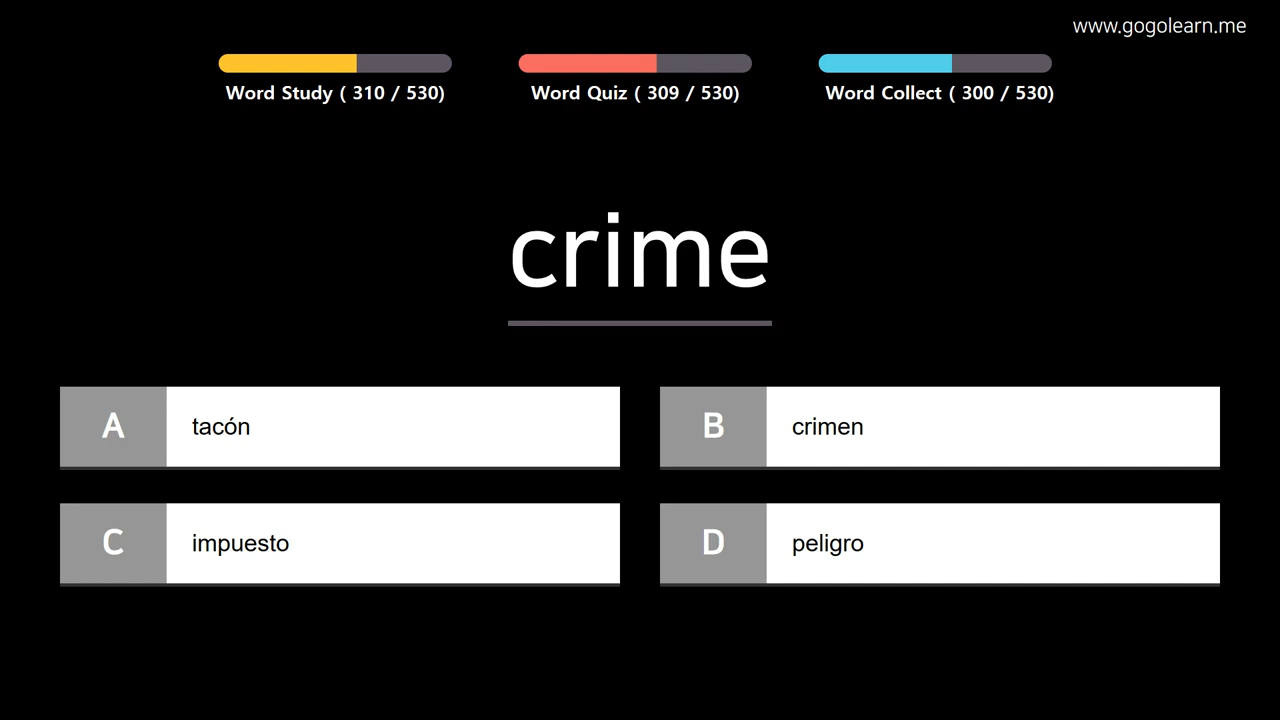 www.gogolearn.me
Word Study ( 310 / 530)
Word Quiz ( 309 / 530)
Word Collect ( 300 / 530)
crime
A tacón
B crimen
C impuesto
D peligro